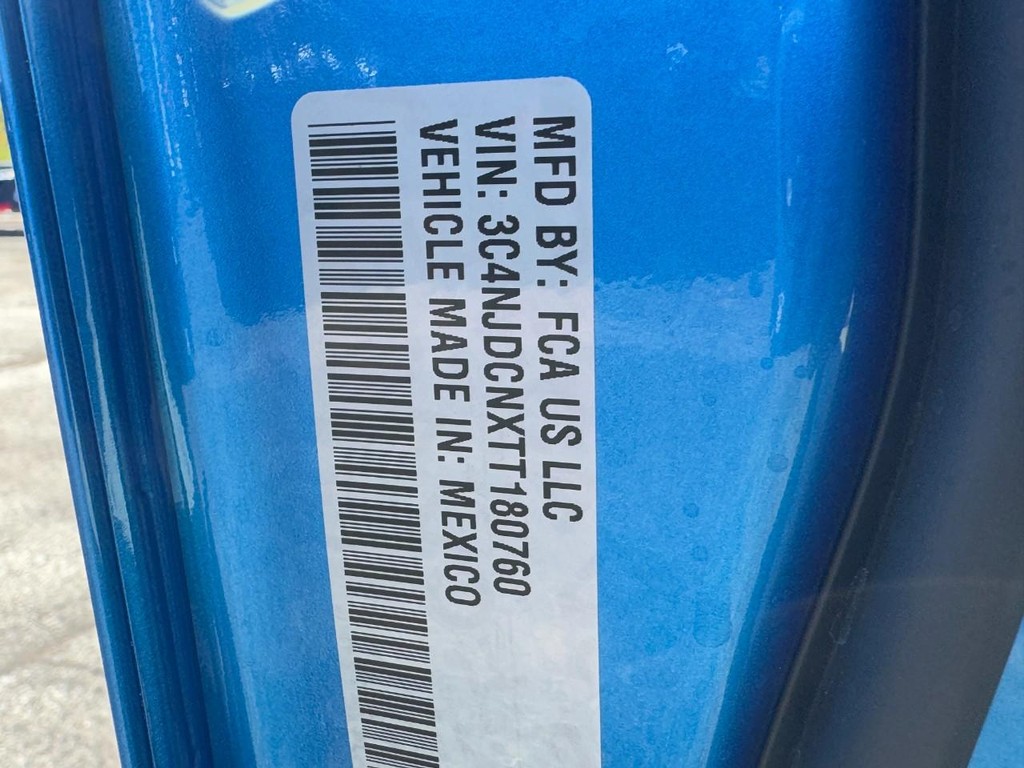 MFD BY: FCA US LLC
VIN: 3C4NJDCNXTT180760
VEHICLE MADE IN: MEXICO